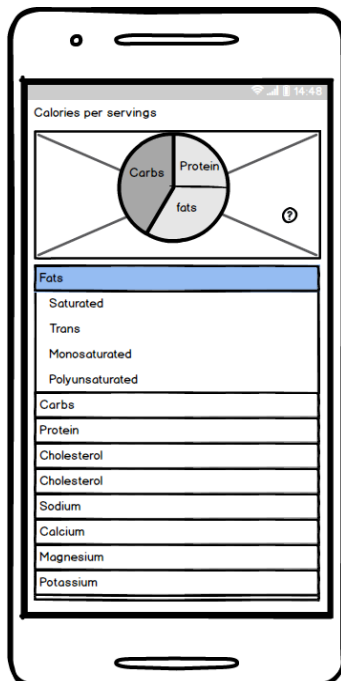 14:48
Calories per servings
Carbs
Protein
fats
?
Fats
Saturated
Trans
Monosaturated
Polyunsaturated
Carbs
Protein
Cholesterol
Cholesterol
Sodium
Calcium
Magnesium
Potassium